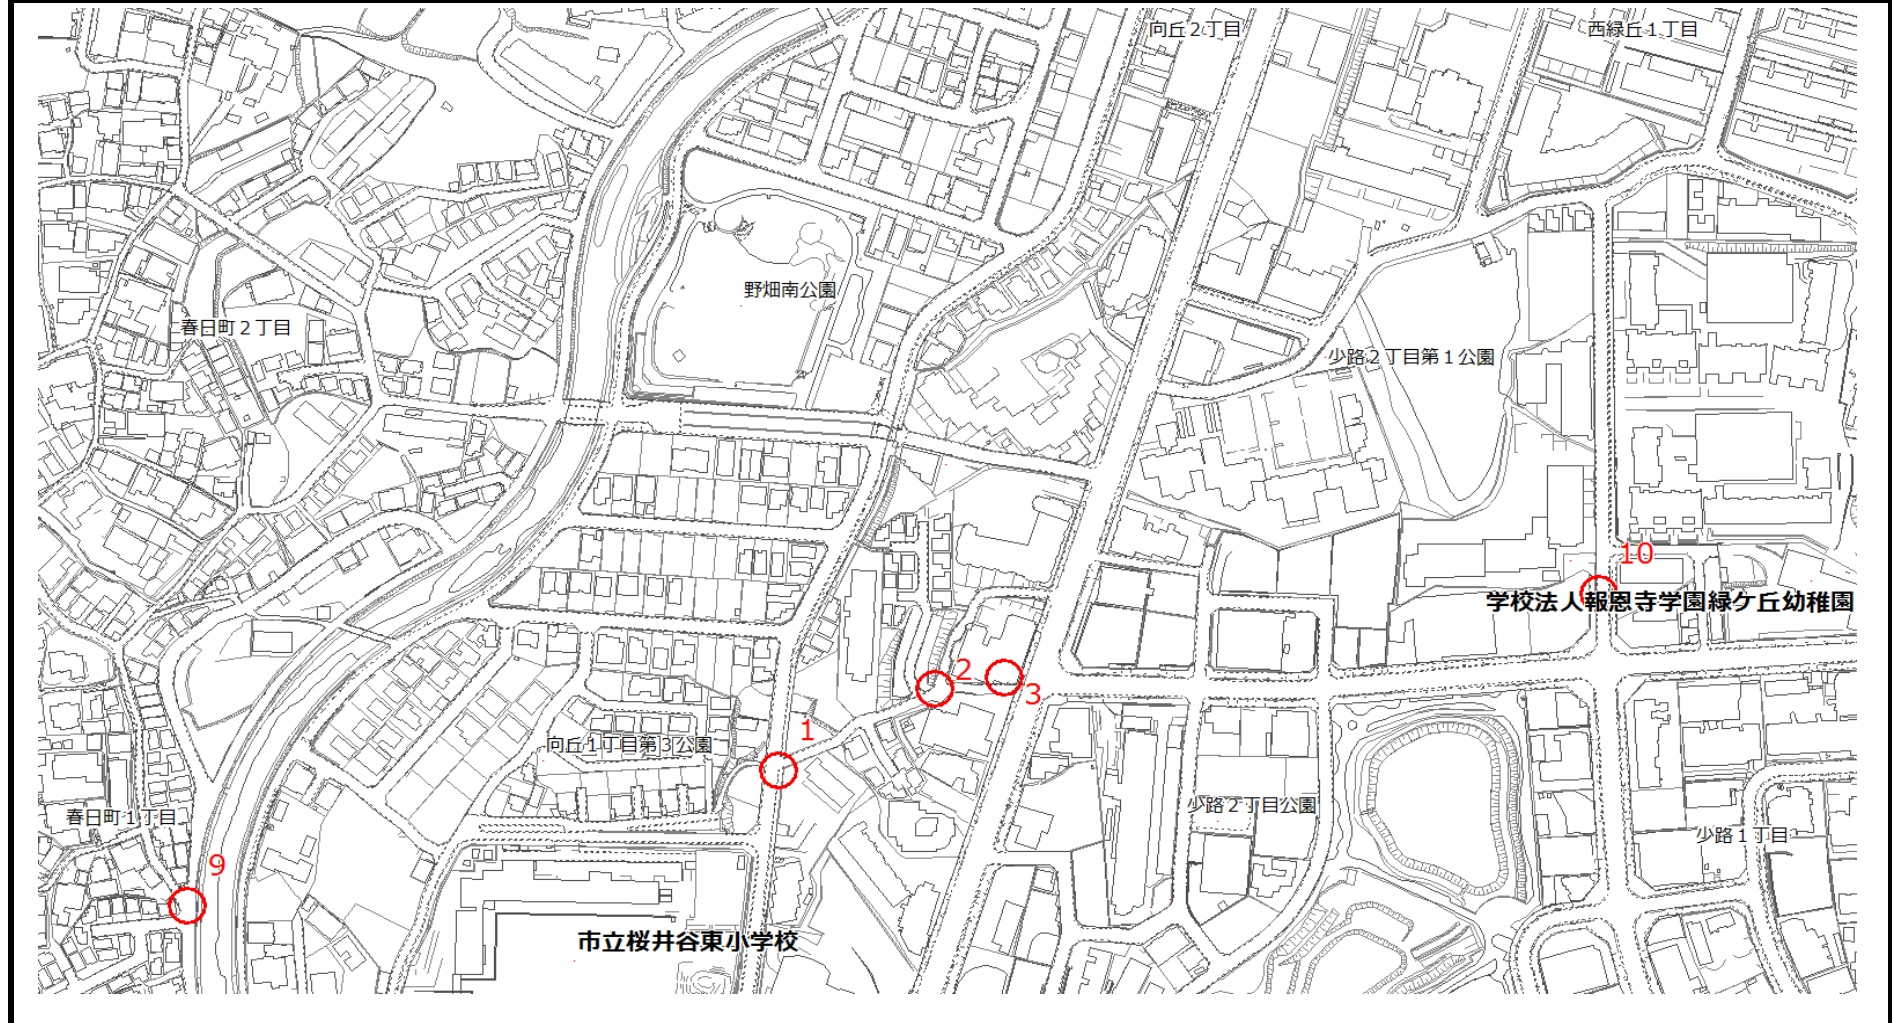 向丘２丁目
西緑丘１丁目
野畑南公園
春日町２丁目
少路２丁目第１公園
10
学校法人報恩寺学園緑ケ丘幼稚園
2
3
1
向丘１丁目第３公園
少路２丁目公園
春日町１丁目
少路１丁目
9
市立桜井谷東小学校